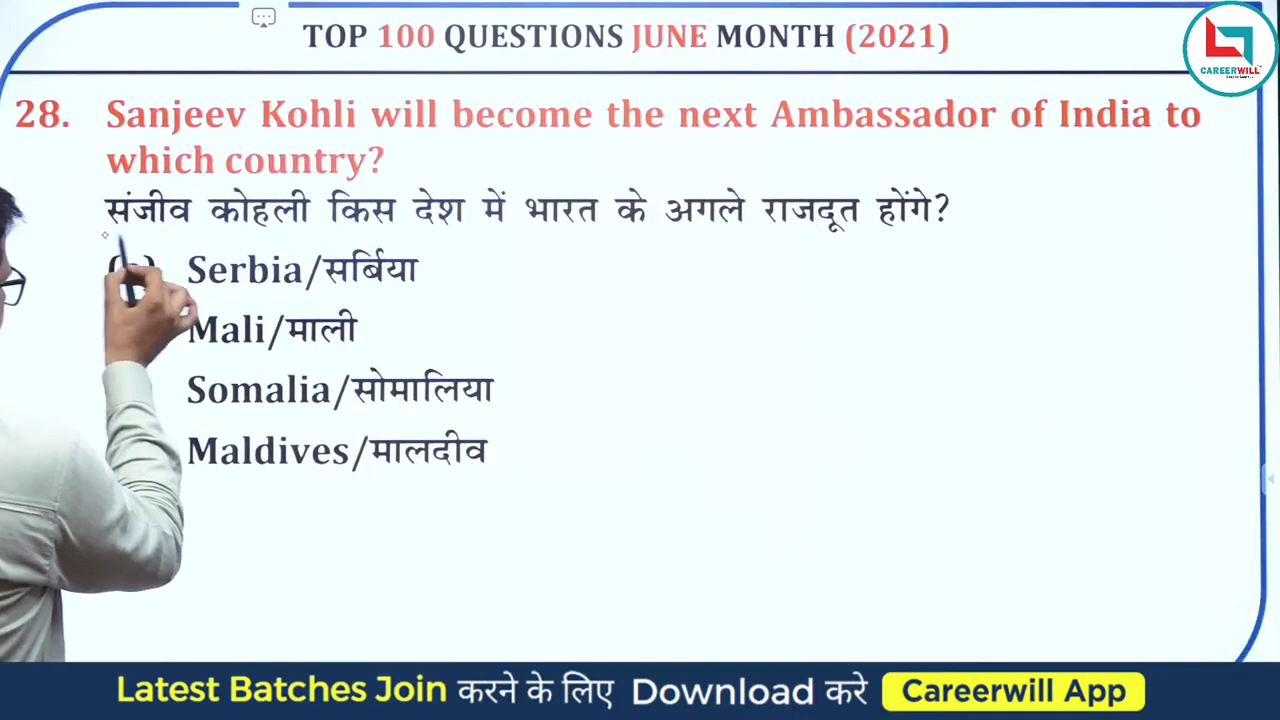 TOP 100 QUESTIONS JUNE MONTH (2021)
CAREERWILL
28. Sanjeev Kohli will become the next Ambassador of India to
which country?
संजीव कोहली किस देश में भारत के अगले राजदूत होंगे?
Serbia/सर्बिया
Mali/माली
Somalia/सोमालिया
Maldives/मालदीव
Latest Batches Join करने के लिए Download करे Careerwill App